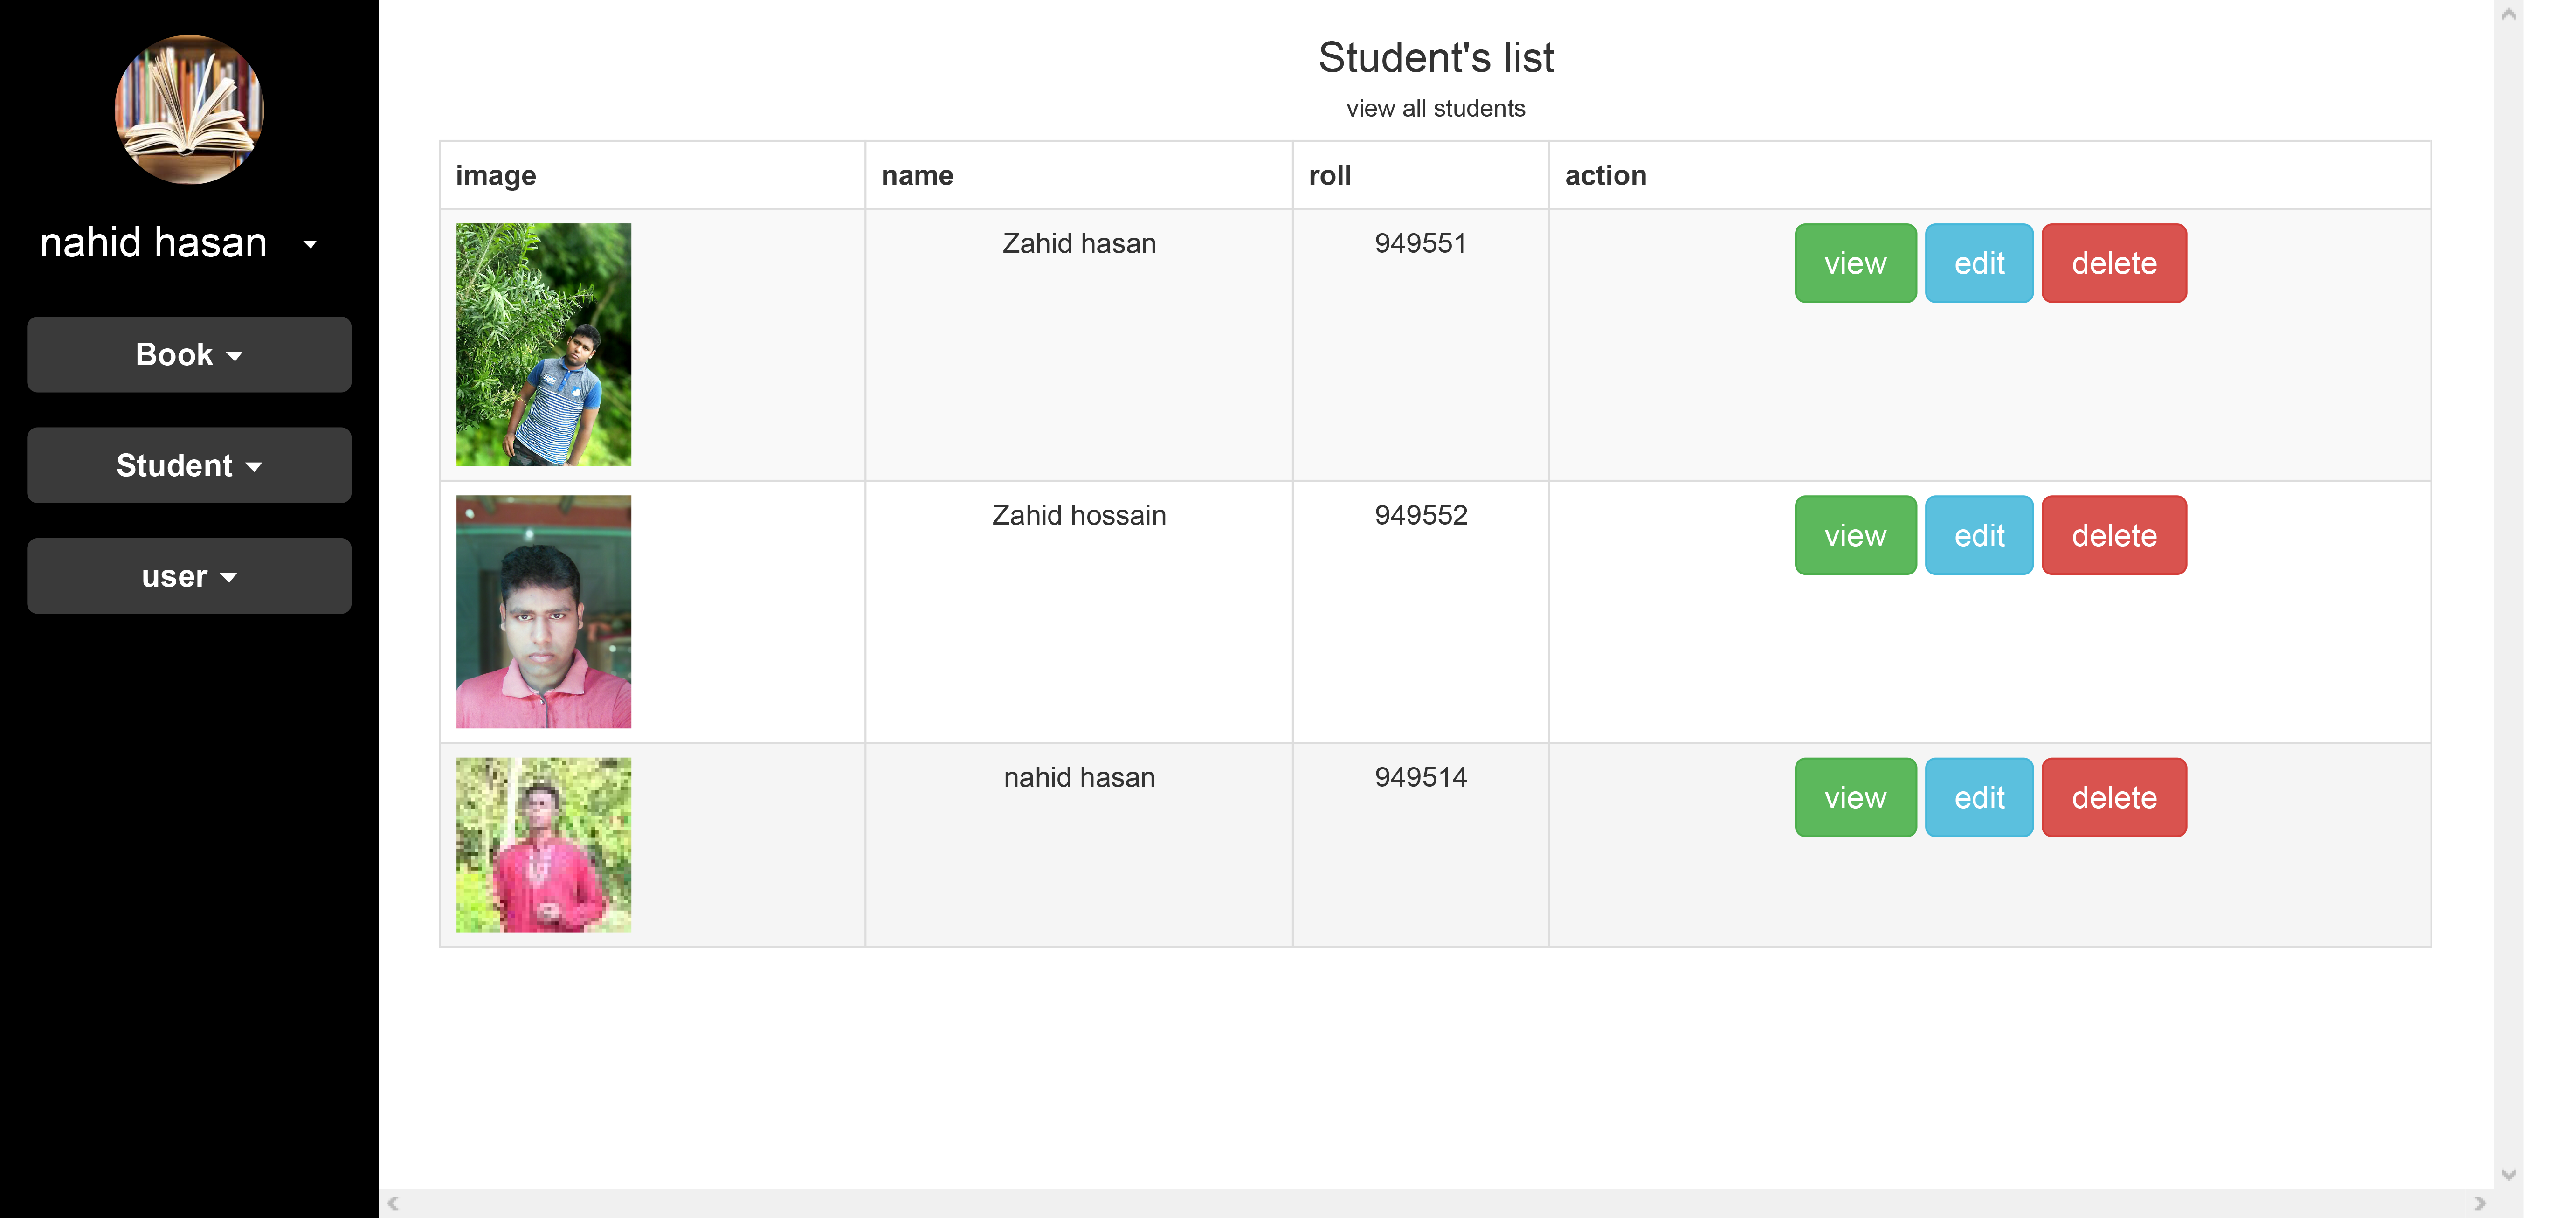 nahid hasan
Book
Student
user
Student's list
view all students
image name roll action
Zahid hasan 949551 view edit delete
Zahid hossain 949552 view edit delete
nahid hasan 949514 view edit delete